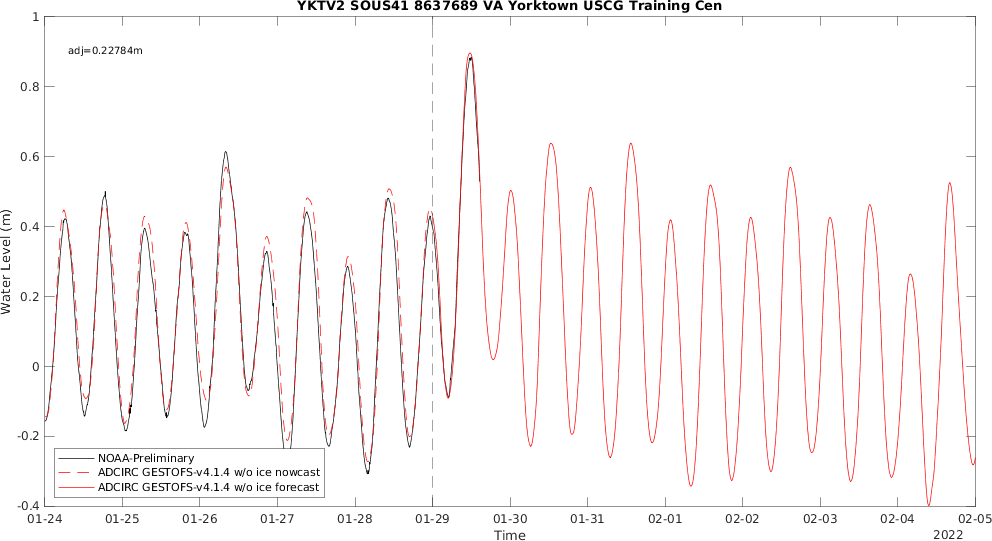 YKTV2 SOUS41 8637689 VA Yorktown USCG Training Cen
adj=0.22784m
Water Level (m)
1
0.8
0.6
0.4
0.2
0
-0.2
-0.4
NOAA-Preliminary
ADCIRC GESTOFS-v4.1.4 w/o ice nowcast
ADCIRC GESTOFS-v4.1.4 w/o ice forecast
01-24 01-25 01-26 01-27 01-28 01-29 01-30 01-31 02-01 02-02 02-03 02-04 02-05
Time
2022